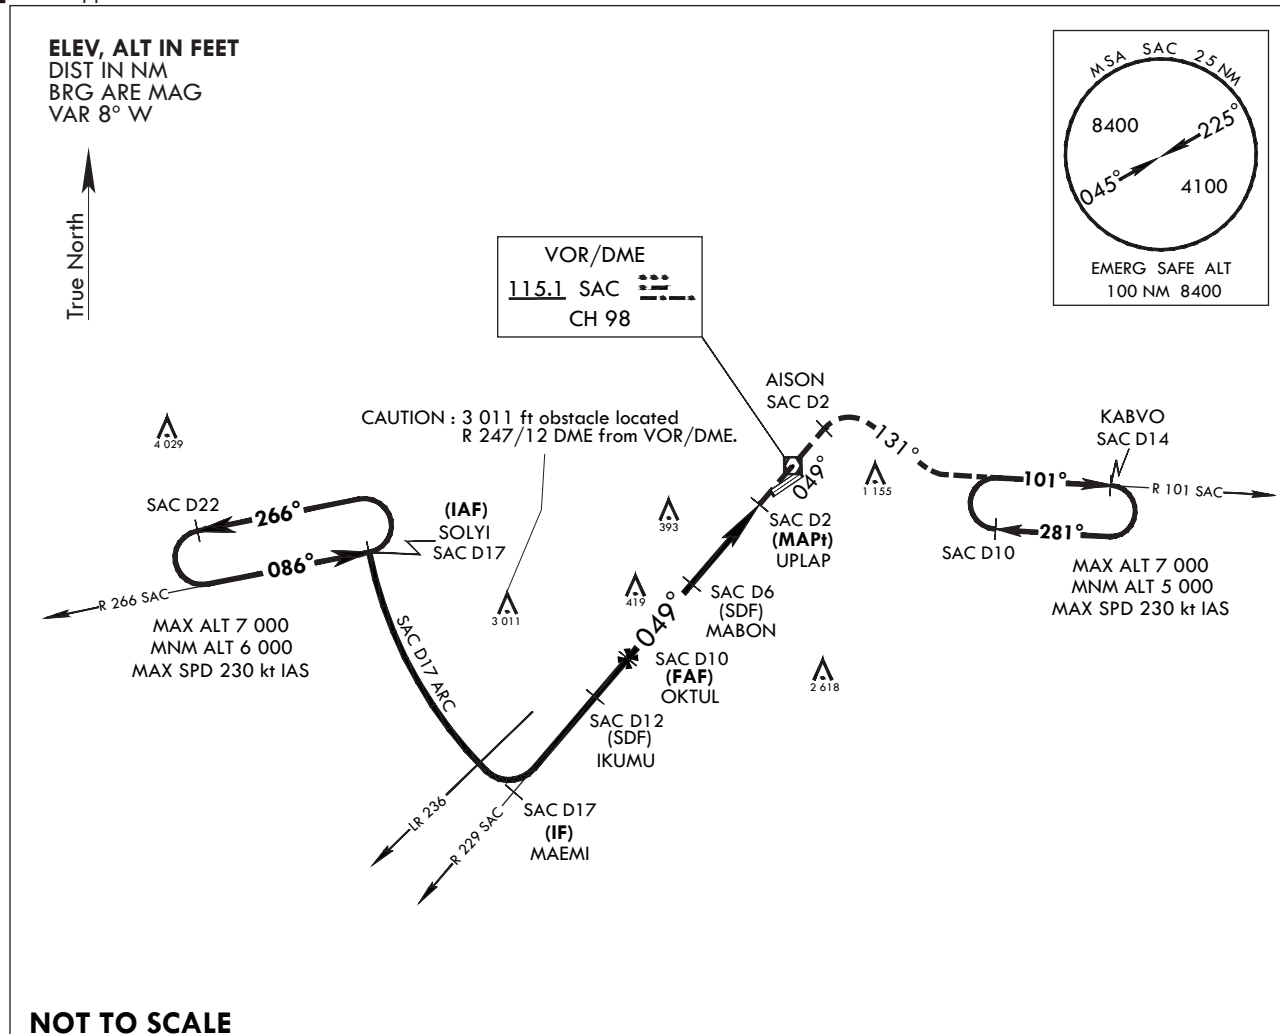 ELEV, ALT IN FEET
DIST IN NM
BRG ARE MAG
VAR 8° W
True North
MSA SAC 25 NM
8400
225°
045°
4100
EMERG SAFE ALT
100 NM 8400
VOR/DME
115.1 SAC
CH 98
AISON
SAC D2
CAUTION : 3 011 ft obstacle located
R 247/12 DME from VOR/DME.
4 029
KABVO
SAC D14
131°
049°
1 155
101°
R 101 SAC
281°
SAC D10
MAX ALT 7 000
MNM ALT 5 000
MAX SPD 230 kt IAS
SAC D22
266°
(IAF)
SOLYI
SAC D17
086°
R 266 SAC
MAX ALT 7 000
MNM ALT 6 000
MAX SPD 230 kt IAS
393
SAC D2
(MAPt)
UPLAP
419
3 011
SAC D6
(SDF)
MABON
049°
SAC D17 ARC
SAC D10
(FAF)
OKTUL
2 618
SAC D12
(SDF)
IKUMU
LR 236
R 229 SAC
SAC D17
(IF)
MAEMI
NOT TO SCALE